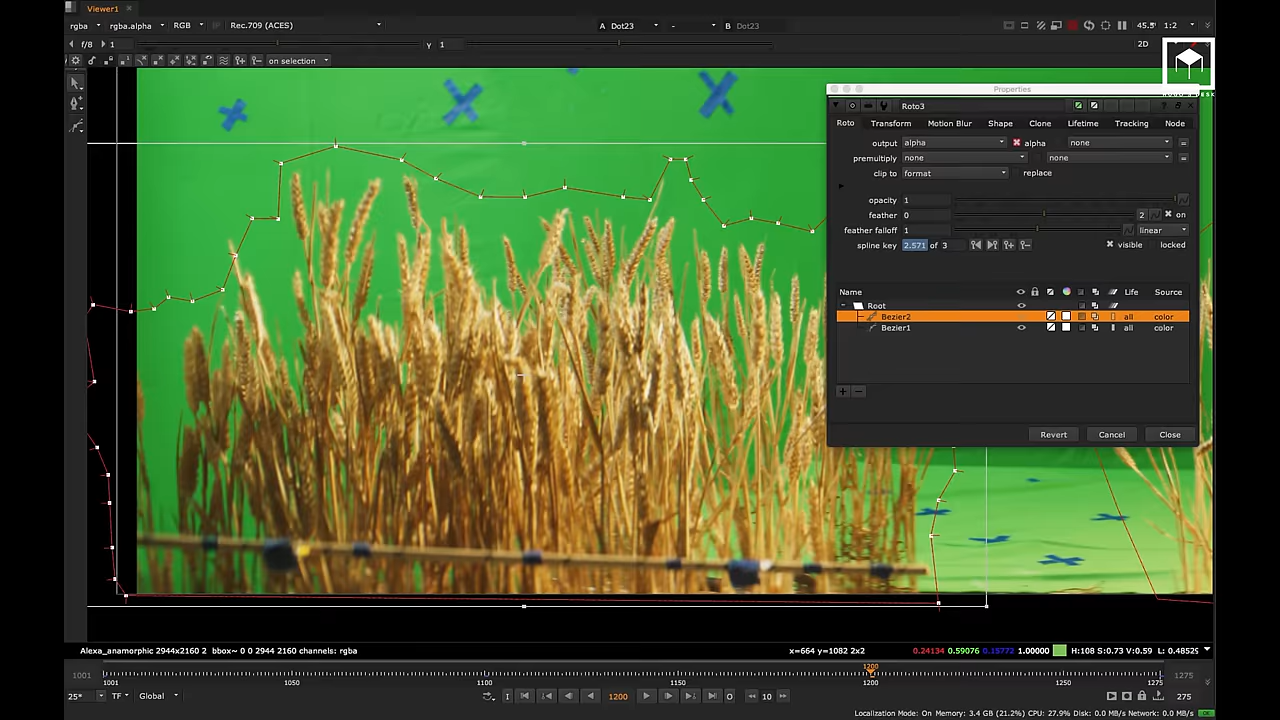 Viewer1
rgba rgba.alpha RGB IP Rec.709 (ACES) A Dot23 - B Dot23 45.5 1:2
f/8 1 Y 1 2D
on selection
Properties
Roto3
Roto Transform Motion Blur Shape Clone Lifetime Tracking Node
output alpha alpha none
premultiply none none
clip to format replace
opacity 1
feather 0 2 on
feather falloff 1 linear
spline key 2.571 of 3 visible locked
Name Life Source
Root
Bezier2 all color
Bezier1 all color
Revert Cancel Close
Alexa_anamorphic 2944x2160 2 bbox~ 0 0 2944 2160 channels: rgba x=664 y=1082 2x2 0.24134 0.59076 0.15772 1.00000 H:108 S:0.73 V:0.59 L: 0.48525
1200
1001 1275
1001 1050 1100 1150 1200 1250 1275
25* TF Global I 1200 O 10 275
Localization Mode: On Memory: 3.4 GB (21.2%) CPU: 27.9% Disk: 0.0 MB/s Network: 0.0 MB/s